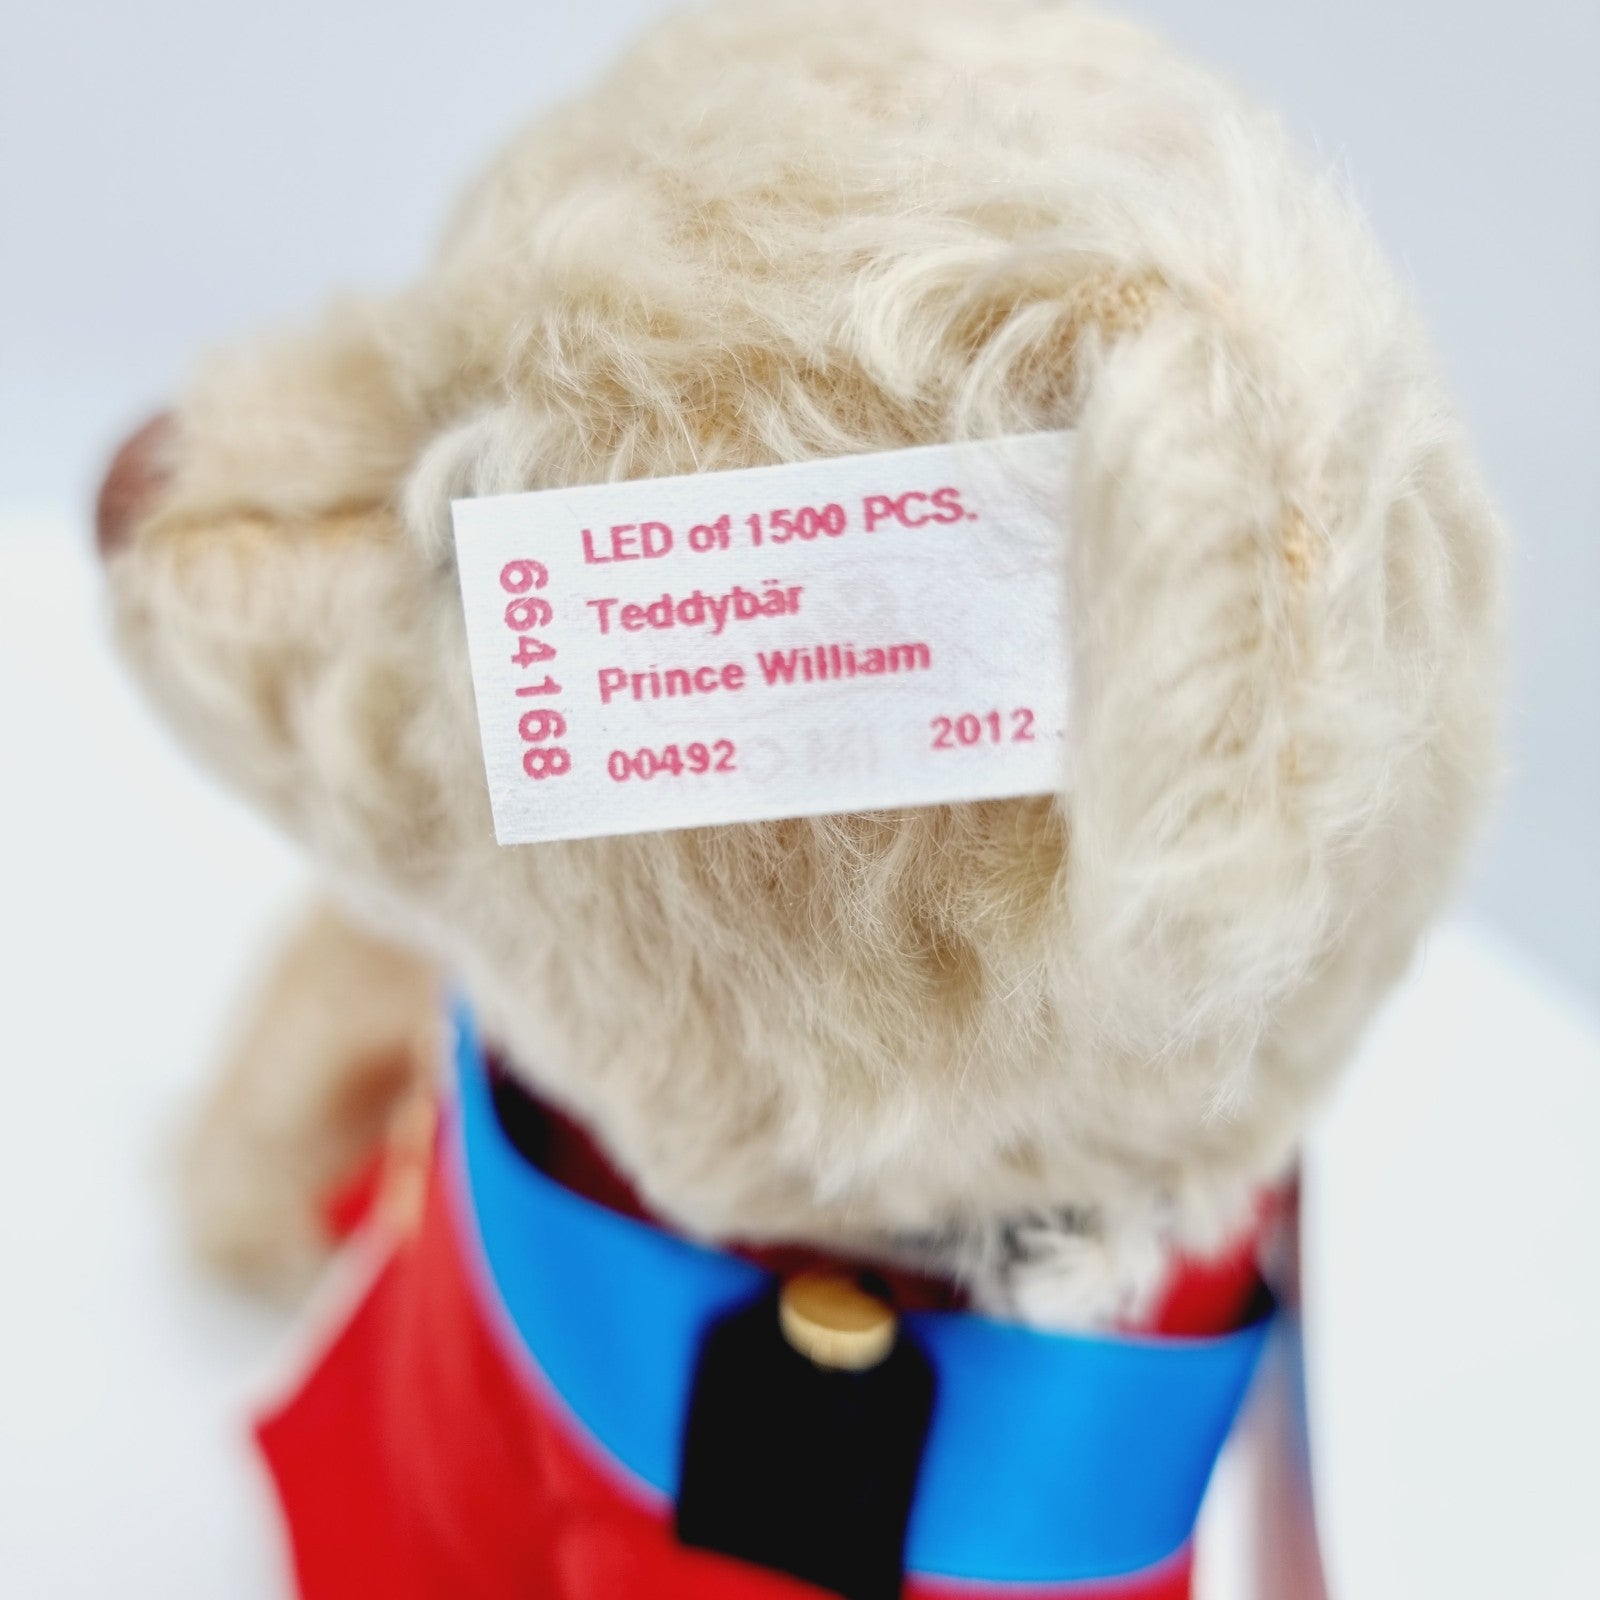 LED of 1500 PCS.
Teddybär
Prince William
00492 2012
664168